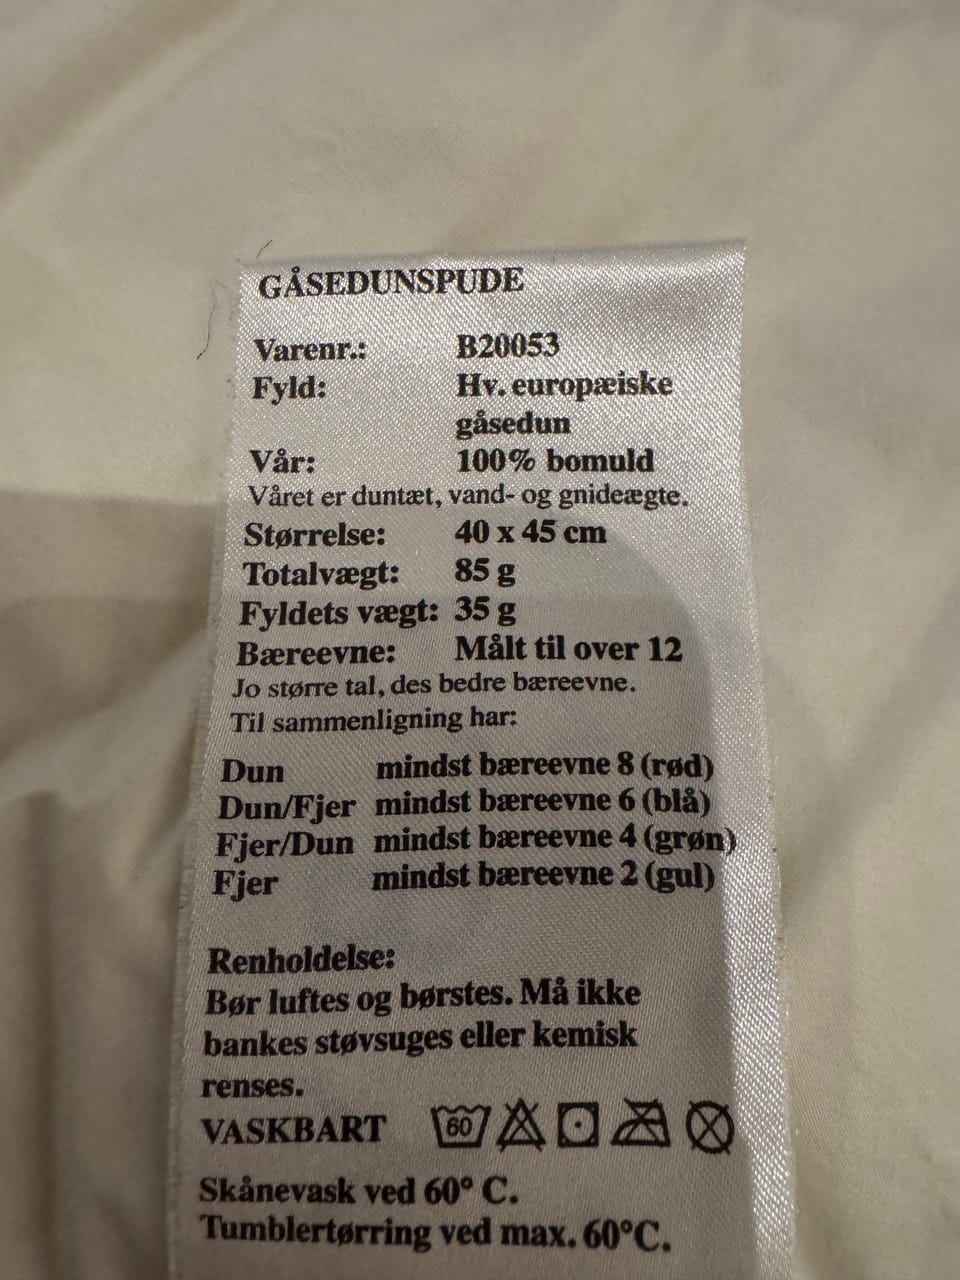 GÅSEDUNSPUDE
Varenr.: B20053
Fyld: Hv. europæiske
gåsedun
Vår: 100% bomuld
Våret er duntæt, vand- og gnideægte.
Størrelse: 40 x 45 cm
Totalvægt: 85 g
Fyldets vægt: 35 g
Bæreevne: Målt til over 12
Jo større tal, des bedre bæreevne.
Til sammenligning har:
Dun mindst bæreevne 8 (rød)
Dun/Fjer mindst bæreevne 6 (blå)
Fjer/Dun mindst bæreevne 4 (grøn)
Fjer mindst bæreevne 2 (gul)
Renholdelse:
Bør luftes og børstes. Må ikke
bankes støvsuges eller kemisk
renses.
VASKBART 60
Skånevask ved 60° C.
Tumblertørring ved max. 60°C.